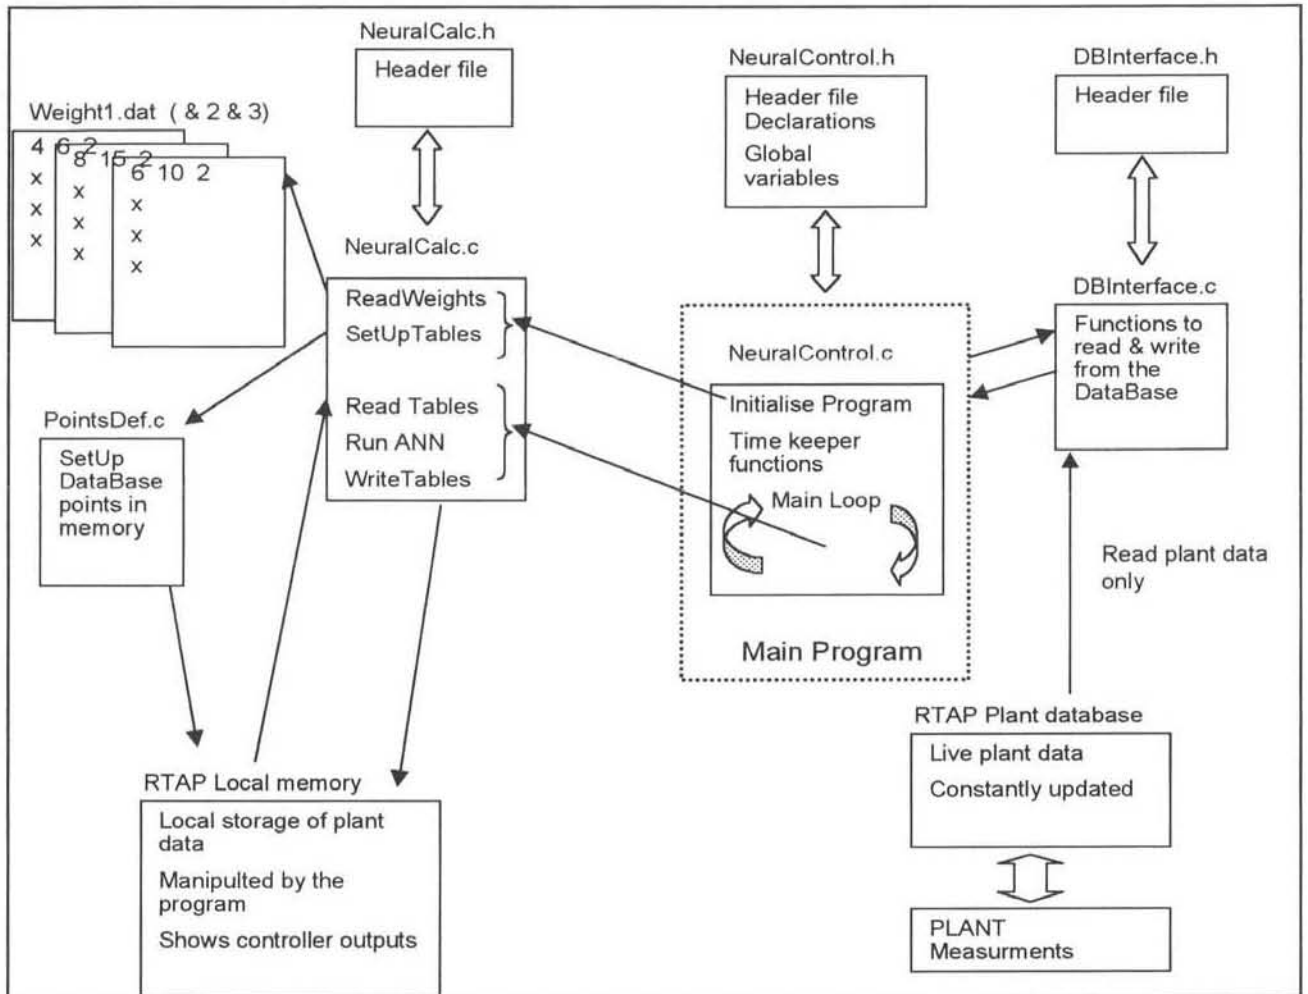 NeuralCalc.h
Header file
NeuralControl.h
Header file
Declarations
Global
variables
DBInterface.h
Header file
Weight1.dat ( & 2 & 3)
4 6 2
x
x
x
8 15 2
x
x
x
6 10 2
x
x
x
NeuralCalc.c
ReadWeights
SetUpTables
Read Tables
Run ANN
WriteTables
NeuralControl.c
Initialise Program
Time keeper
functions
Main Loop
Main Program
DBInterface.c
Functions to
read & write
from the
DataBase
PointsDef.c
SetUp
DataBase
points in
memory
Read plant data
only
RTAP Local memory
Local storage of plant
data
Manipulted by the
program
Shows controller outputs
RTAP Plant database
Live plant data
Constantly updated
PLANT
Measurments